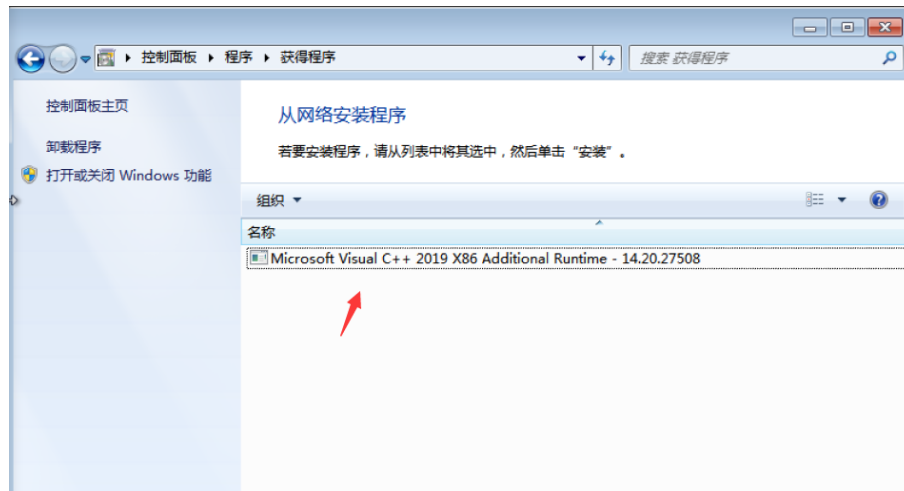 控制面板 ▸ 程序 ▸ 获得程序
搜索 获得程序
控制面板主页
卸载程序
打开或关闭 Windows 功能
从网络安装程序
若要安装程序，请从列表中将其选中，然后单击“安装”。
组织
名称
Microsoft Visual C++ 2019 X86 Additional Runtime - 14.20.27508